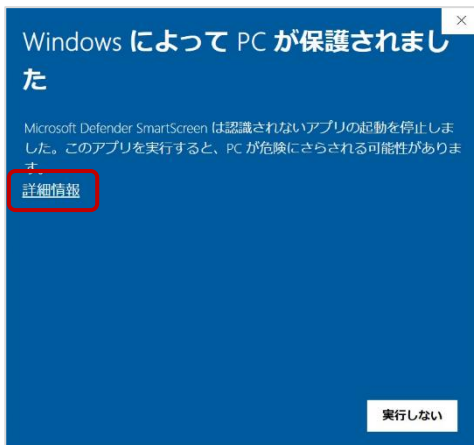 Windows によって PC が保護されまし
た
Microsoft Defender SmartScreen は認識されないアプリの起動を停止しま
した。このアプリを実行すると、PC が危険にさらされる可能性がありま
す。
詳細情報
実行しない